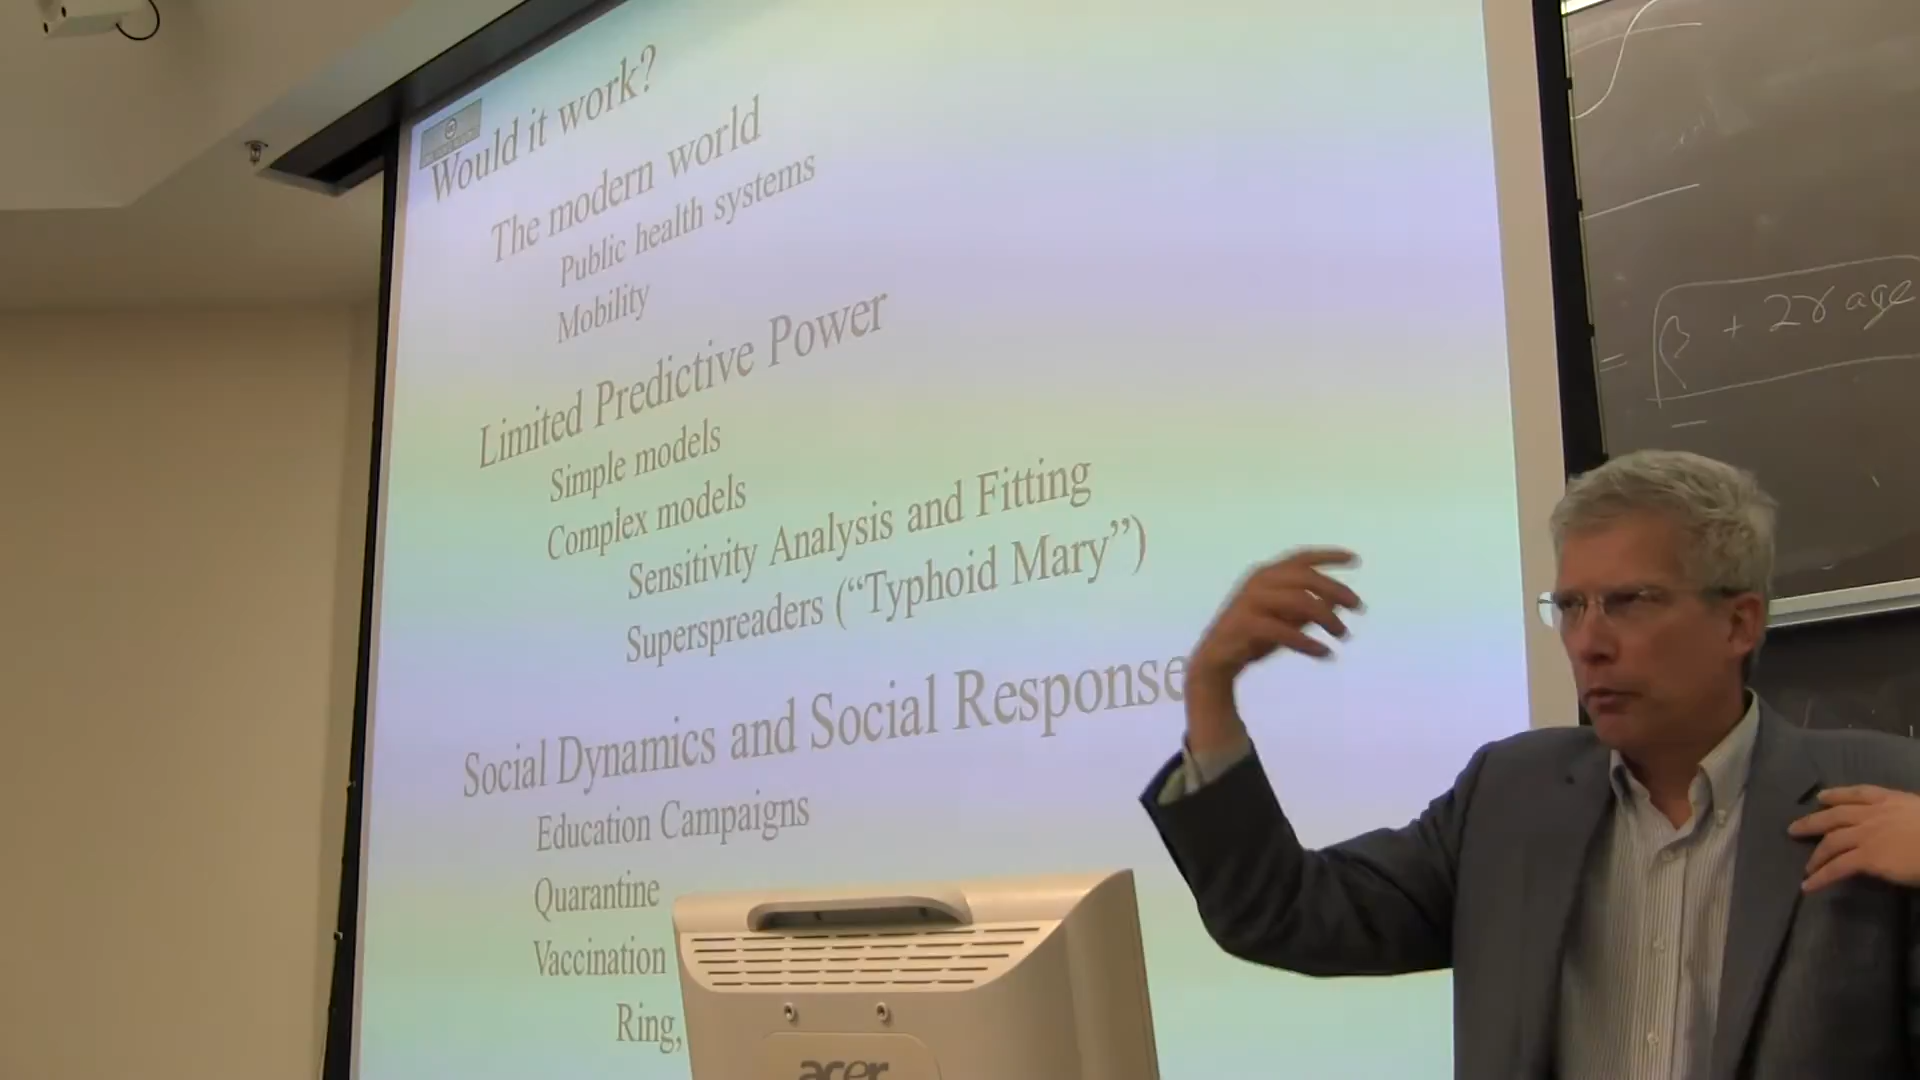 Would it work?
The modern world
Public health systems
Mobility
Limited Predictive Power
Simple models
Complex models
Sensitivity Analysis and Fitting
Superspreaders (“Typhoid Mary”)
Social Dynamics and Social Response
Education Campaigns
Quarantine
Vaccination
Ring,
acer
= β + 2γ age